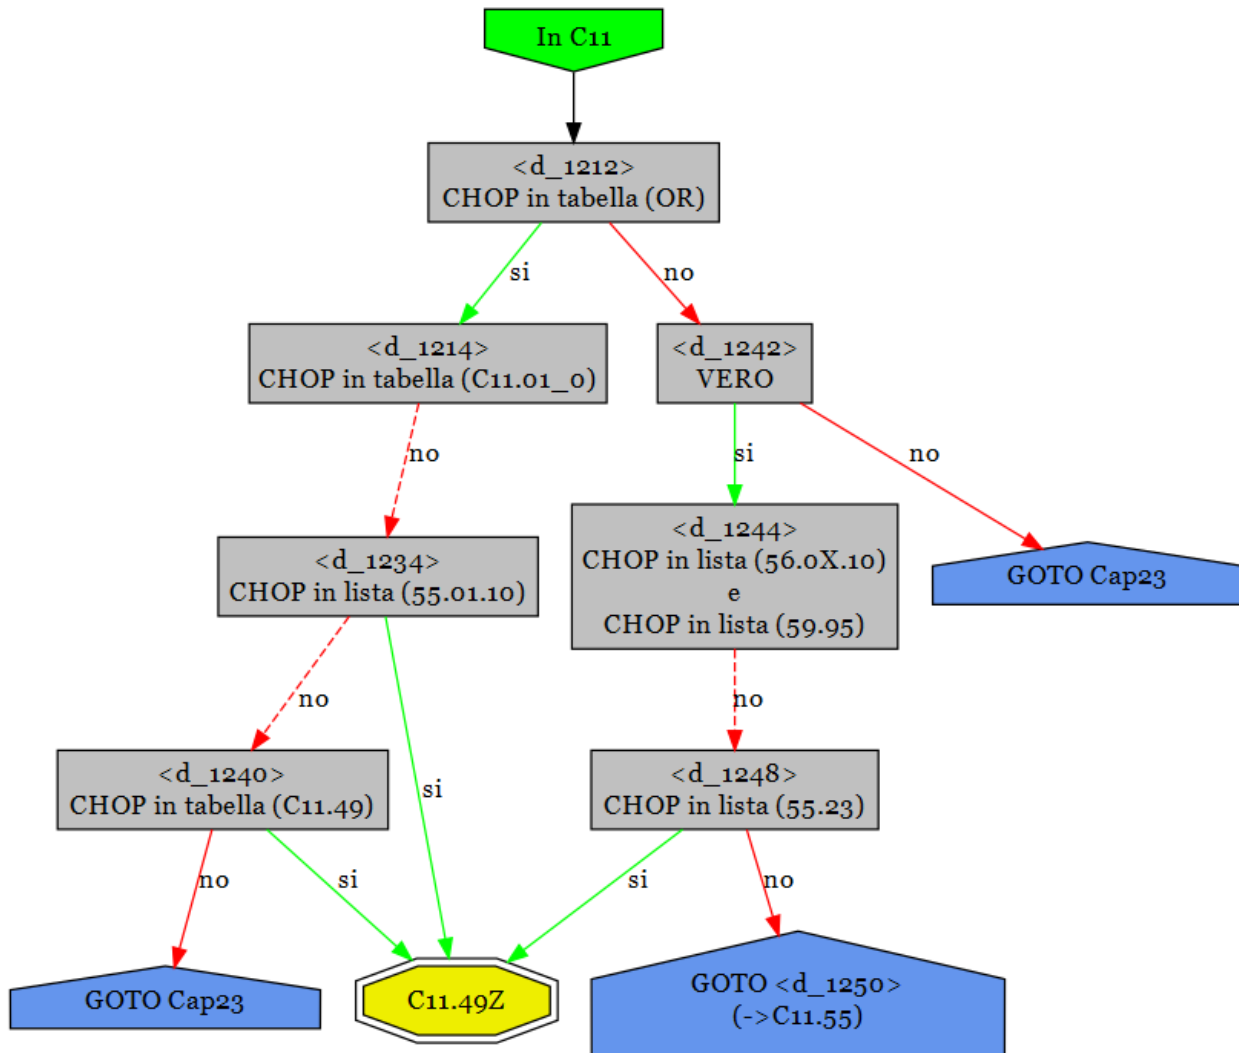 In C11
<d_1212>
CHOP in tabella (OR)
si
no
<d_1214>
CHOP in tabella (C11.01_0)
<d_1242>
VERO
no
si
no
<d_1234>
CHOP in lista (55.01.10)
<d_1244>
CHOP in lista (56.0X.10)
e
CHOP in lista (59.95)
GOTO Cap23
no
si
no
<d_1240>
CHOP in tabella (C11.49)
<d_1248>
CHOP in lista (55.23)
no
si
si
no
GOTO Cap23
C11.49Z
GOTO <d_1250>
(->C11.55)